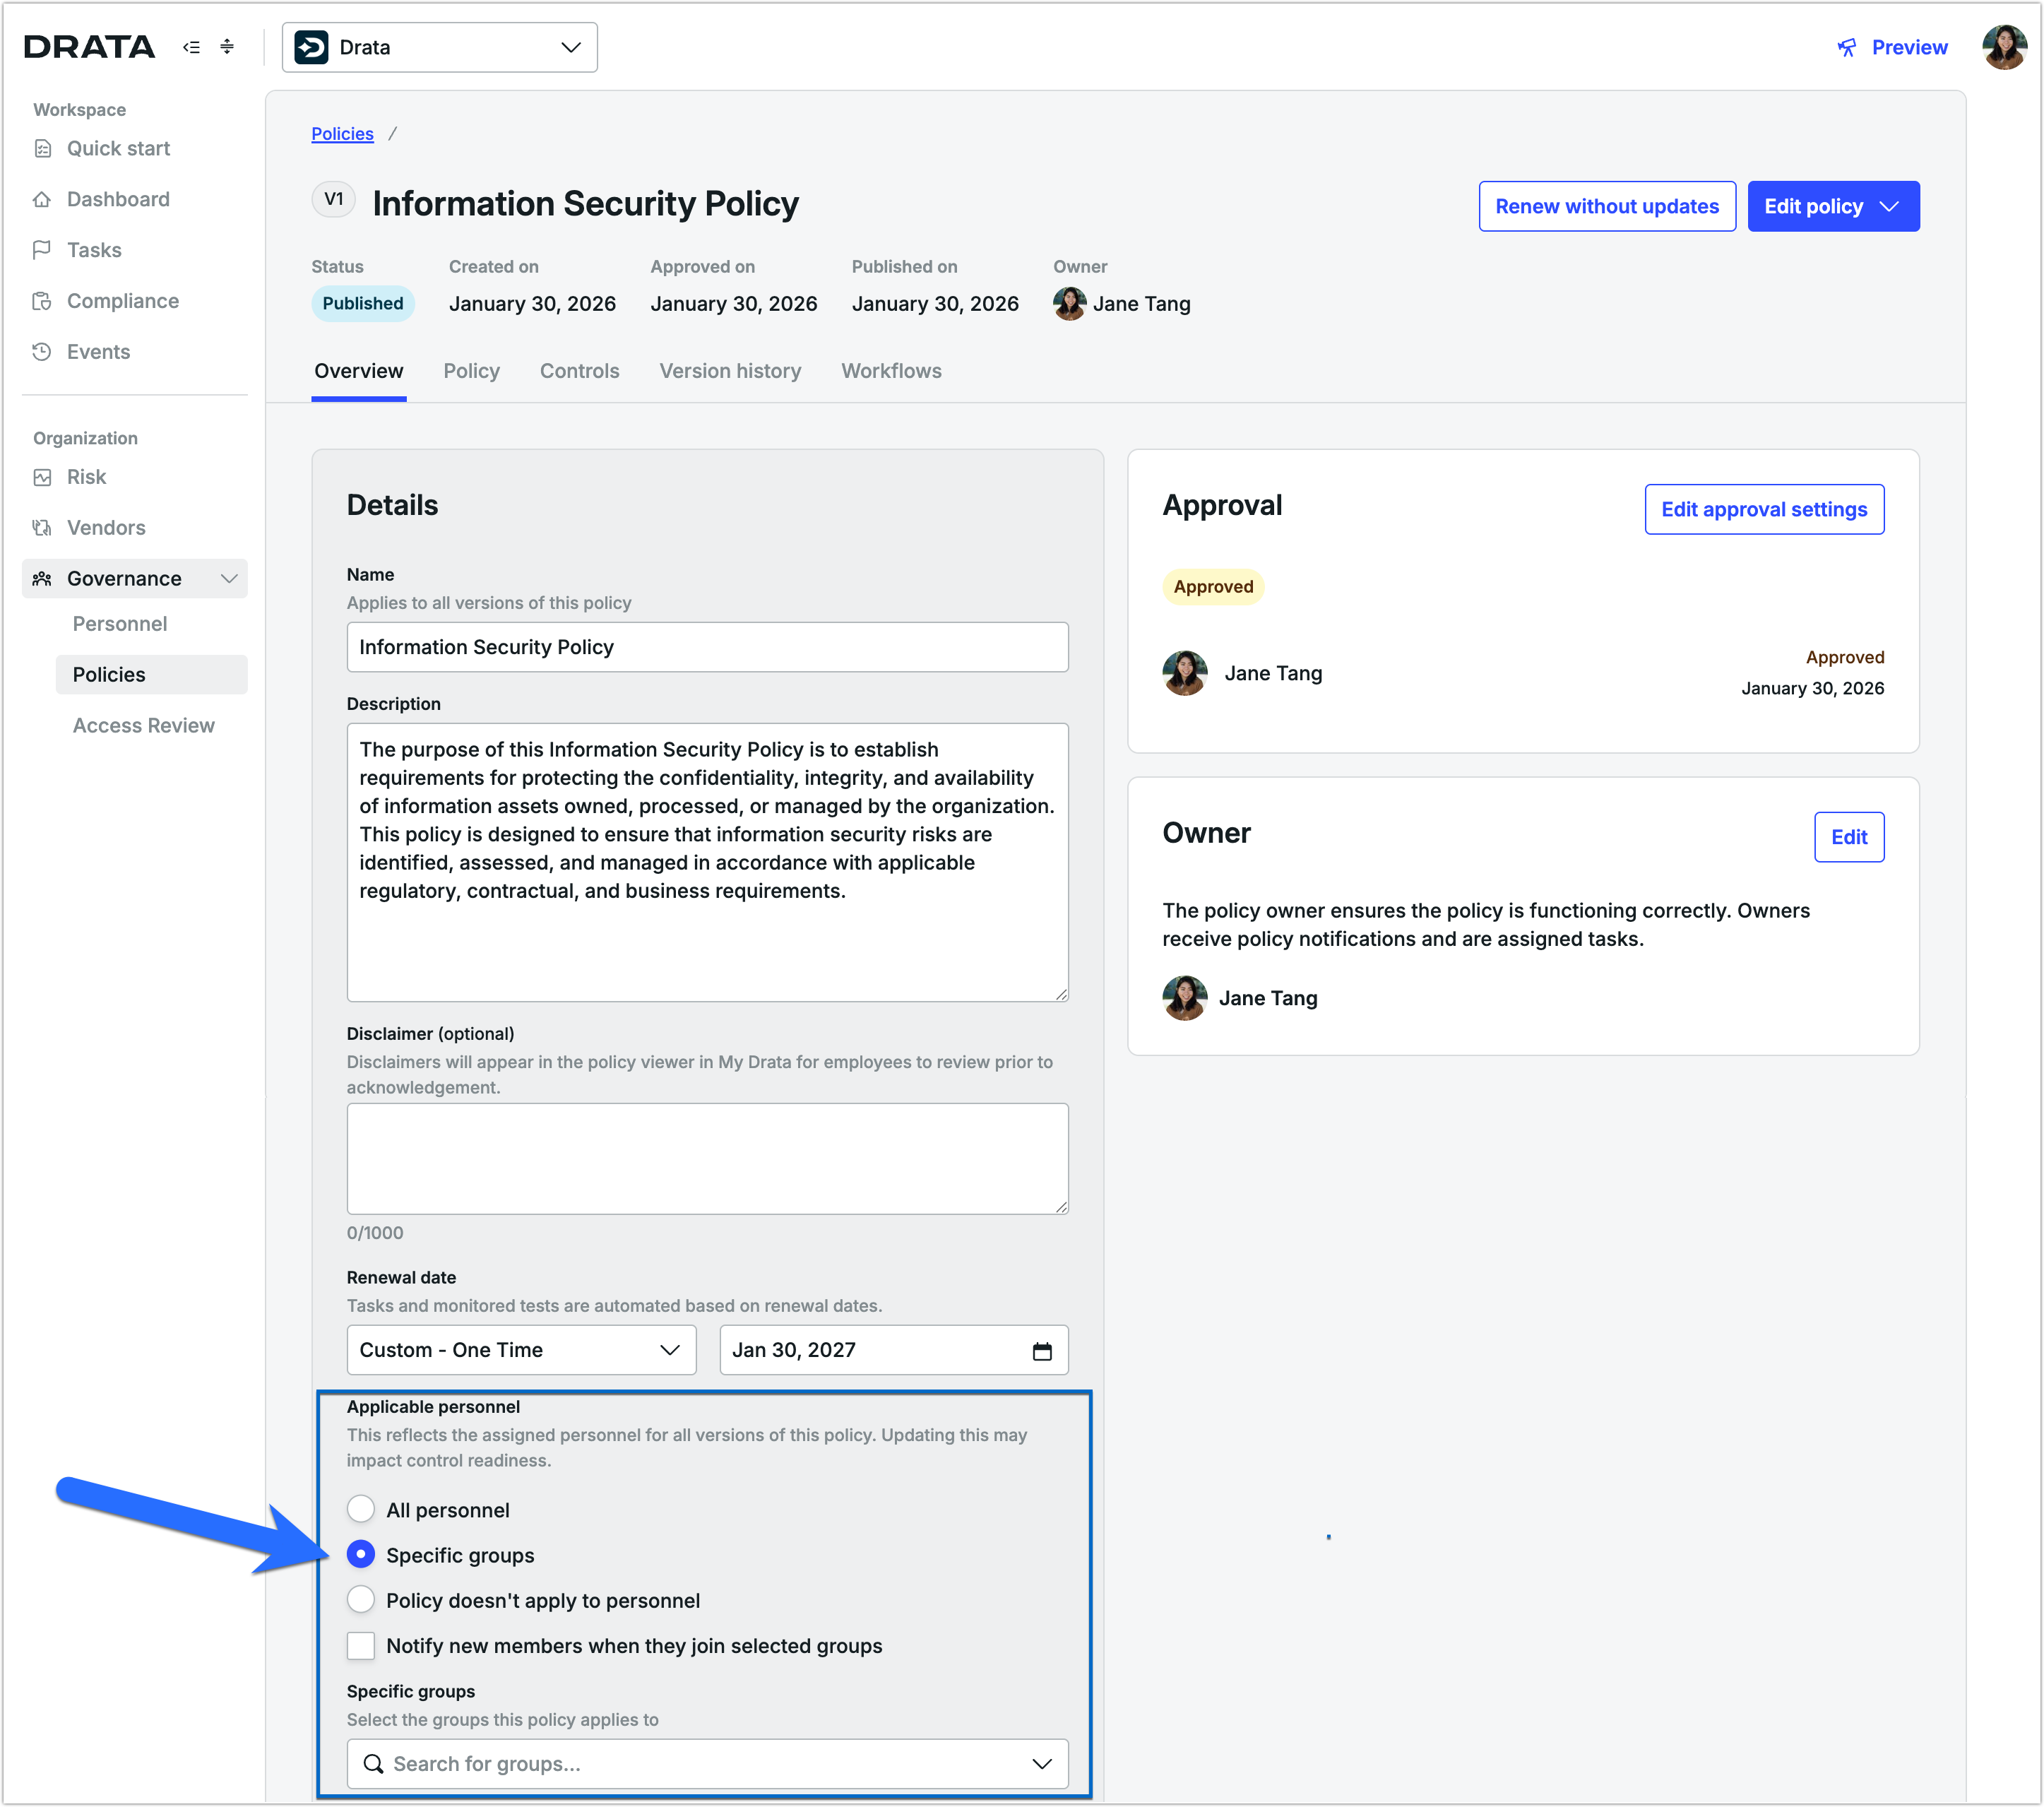 DRATA
Drata
Preview
Workspace
Quick start
Dashboard
Tasks
Compliance
Events
Organization
Risk
Vendors
Governance
Personnel
Policies
Access Review
Policies /
V1 Information Security Policy
Renew without updates
Edit policy
Status Created on Approved on Published on Owner
Published January 30, 2026 January 30, 2026 January 30, 2026 Jane Tang
Overview Policy Controls Version history Workflows
Details
Name
Applies to all versions of this policy
Information Security Policy
Description
The purpose of this Information Security Policy is to establish
requirements for protecting the confidentiality, integrity, and availability
of information assets owned, processed, or managed by the organization.
This policy is designed to ensure that information security risks are
identified, assessed, and managed in accordance with applicable
regulatory, contractual, and business requirements.
Disclaimer (optional)
Disclaimers will appear in the policy viewer in My Drata for employees to review prior to
acknowledgement.
0/1000
Renewal date
Tasks and monitored tests are automated based on renewal dates.
Custom - One Time
Jan 30, 2027
Applicable personnel
This reflects the assigned personnel for all versions of this policy. Updating this may
impact control readiness.
All personnel
Specific groups
Policy doesn't apply to personnel
Notify new members when they join selected groups
Specific groups
Select the groups this policy applies to
Search for groups...
Approval
Edit approval settings
Approved
Jane Tang
Approved
January 30, 2026
Owner
Edit
The policy owner ensures the policy is functioning correctly. Owners
receive policy notifications and are assigned tasks.
Jane Tang